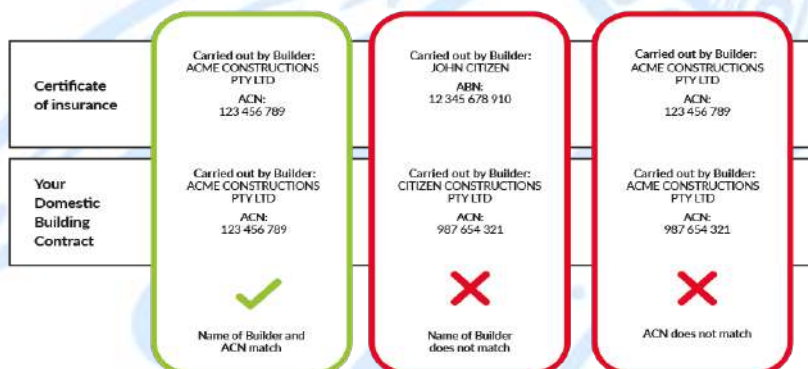 Certificate
of insurance
Carried out by Builder:
ACME CONSTRUCTIONS
PTY LTD
ACN:
123 456 789
Carried out by Builder:
JOHN CITIZEN
ABN:
12 345 678 910
Carried out by Builder:
ACME CONSTRUCTIONS
PTY LTD
ACN:
123 456 789
Your
Domestic
Building
Contract
Carried out by Builder:
ACME CONSTRUCTIONS
PTY LTD
ACN:
123 456 789
Carried out by Builder:
CITIZEN CONSTRUCTIONS
PTY LTD
ACN:
987 654 321
Carried out by Builder:
ACME CONSTRUCTIONS
PTY LTD
ACN:
987 654 321
Name of Builder and
ACN match
Name of Builder
does not match
ACN does not match